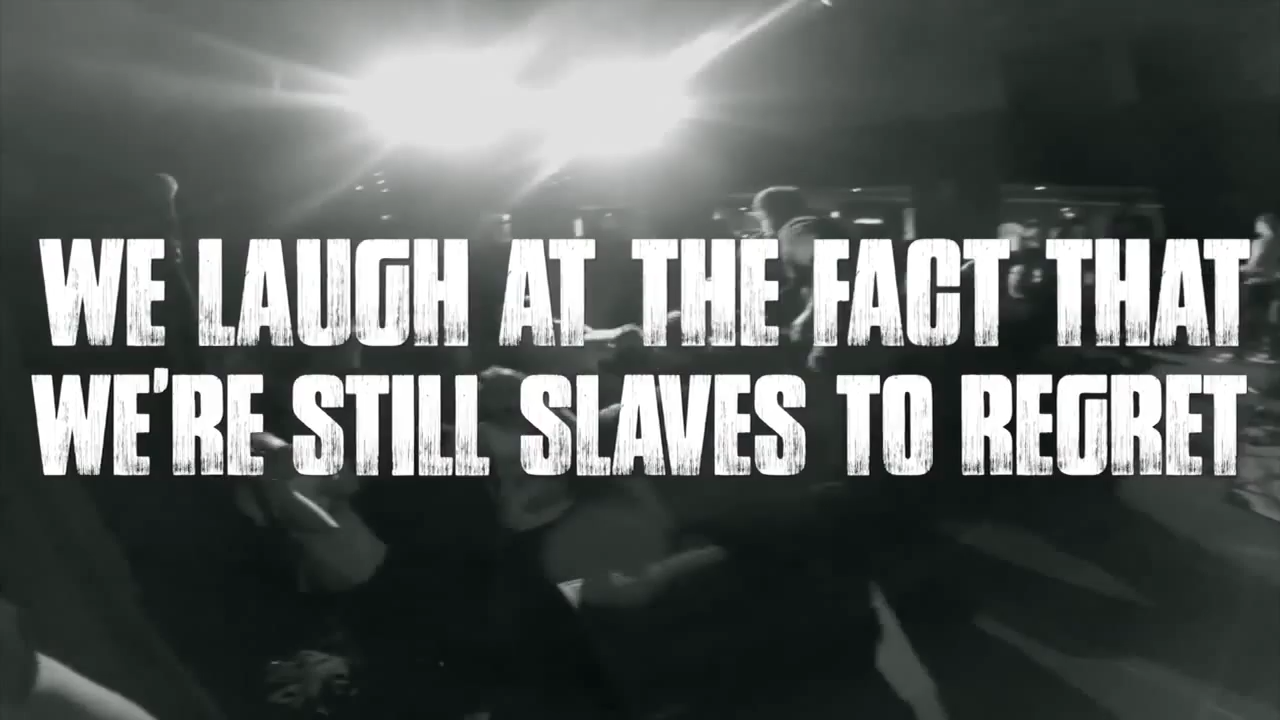 WE LAUGH AT THE FACT THAT
WE'RE STILL SLAVES TO REGRET